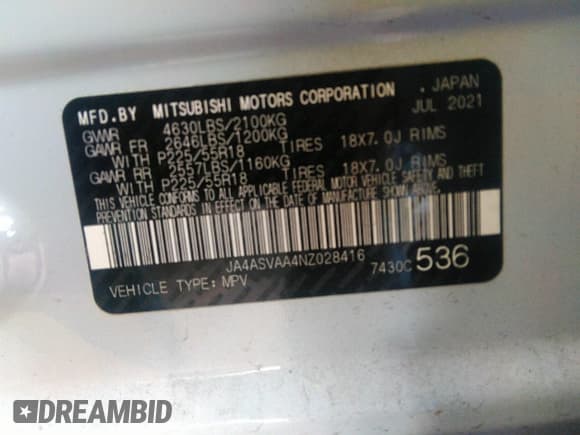 MFD.BY MITSUBISHI MOTORS CORPORATION . JAPAN
GVWR 4630LBS/2100KG JUL 2021
GAWR FR 2646LBS/1200KG
WITH P225/55R18 TIRES 18X7.0J RIMS
GAWR RR 2557LBS/1160KG
WITH P225/55R18 TIRES 18X7.0J RIMS
THIS VEHICLE CONFORMS TO ALL APPLICABLE FEDERAL MOTOR VEHICLE SAFETY AND THEFT
PREVENTION STANDARDS IN EFFECT ON THE DATE OF MANUFACTURE SHOWN ABOVE.
JA4ASVAA4NZ028416 7430C 536
VEHICLE TYPE: MPV
DREAMBID